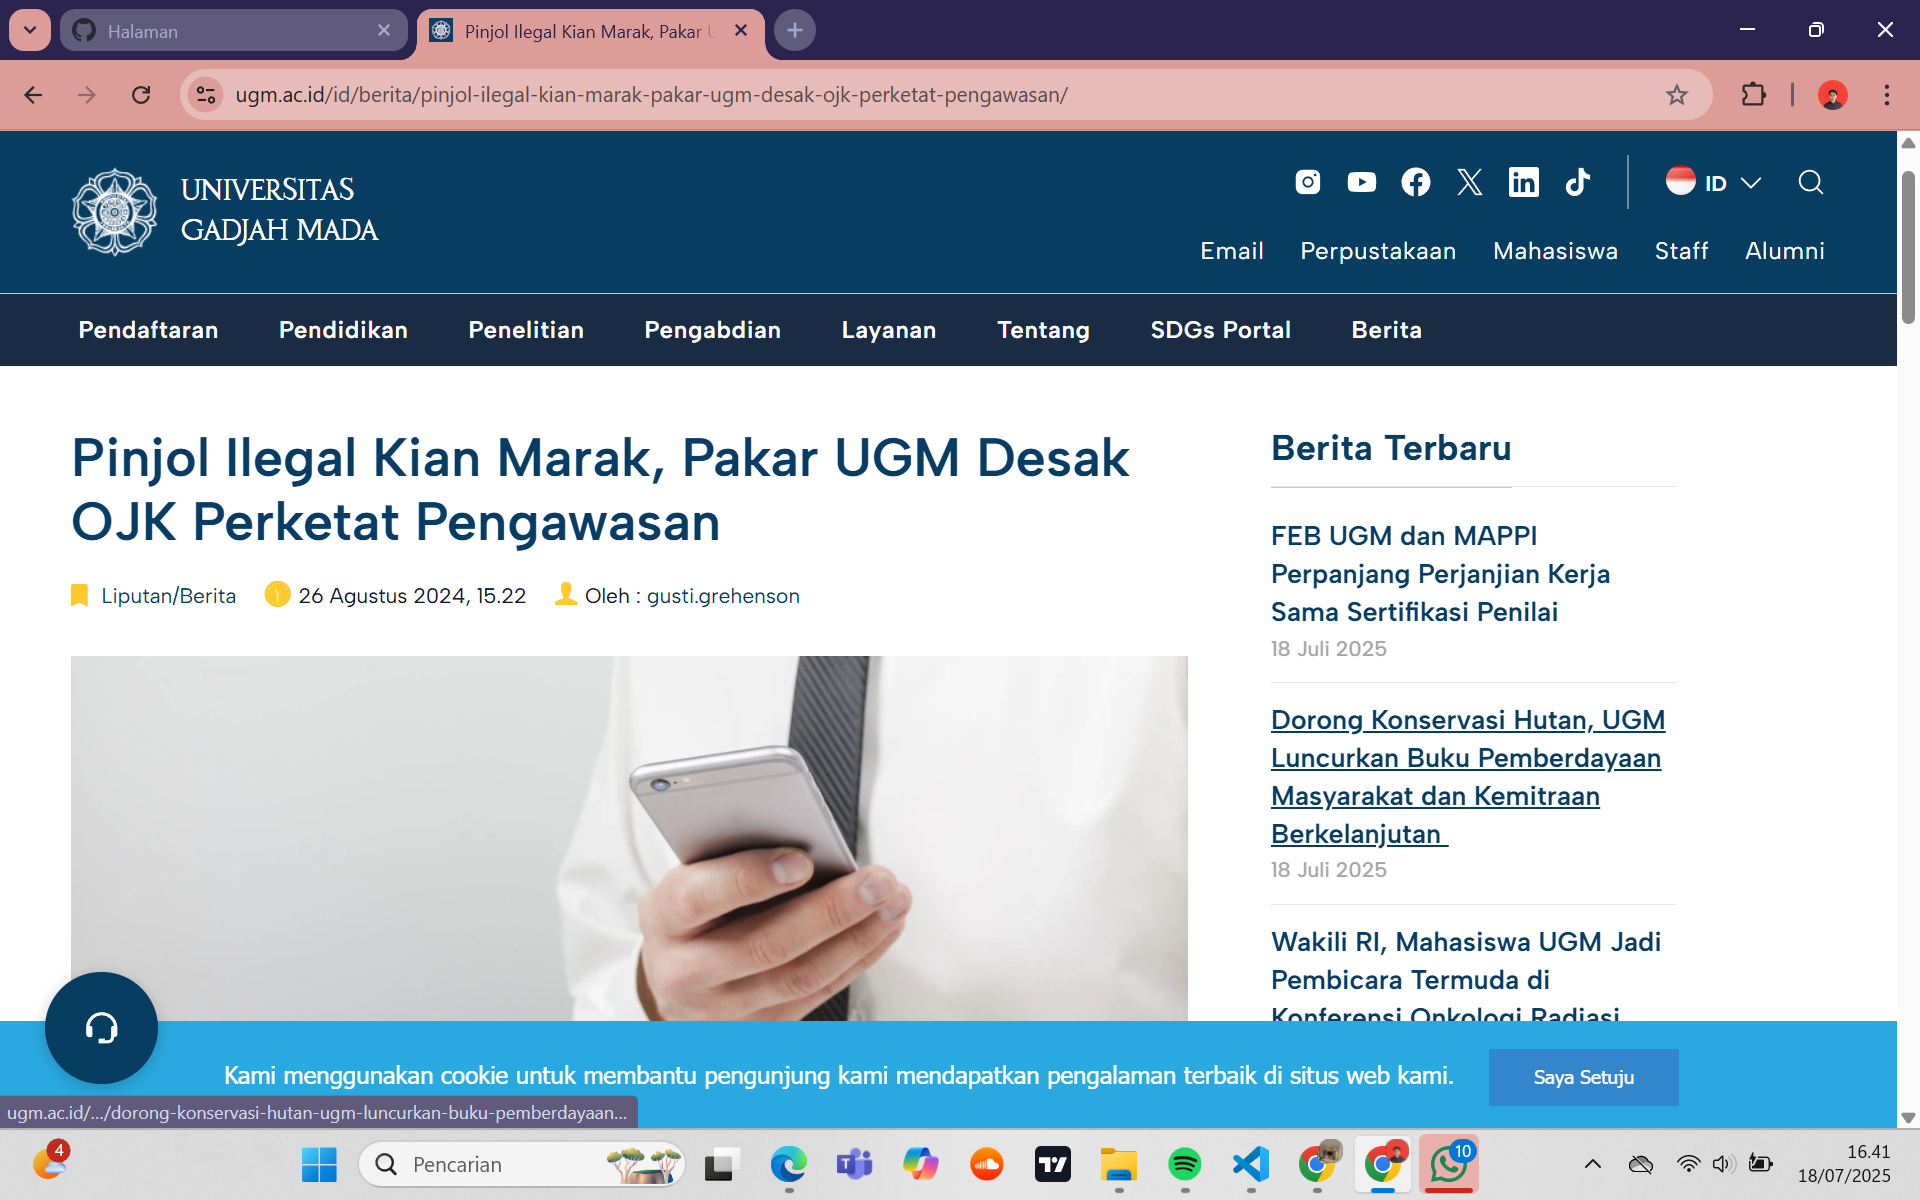 Halaman
Pinjol Ilegal Kian Marak, Pakar U
ugm.ac.id/id/berita/pinjol-ilegal-kian-marak-pakar-ugm-desak-ojk-perketat-pengawasan/
UNIVERSITAS
GADJAH MADA
ID
Email Perpustakaan Mahasiswa Staff Alumni
Pendaftaran Pendidikan Penelitian Pengabdian Layanan Tentang SDGs Portal Berita
Pinjol Ilegal Kian Marak, Pakar UGM Desak
OJK Perketat Pengawasan
Liputan/Berita 26 Agustus 2024, 15.22 Oleh : gusti.grehenson
Berita Terbaru
FEB UGM dan MAPPI
Perpanjang Perjanjian Kerja
Sama Sertifikasi Penilai
18 Juli 2025
Dorong Konservasi Hutan, UGM
Luncurkan Buku Pemberdayaan
Masyarakat dan Kemitraan
Berkelanjutan
18 Juli 2025
Wakili RI, Mahasiswa UGM Jadi
Pembicara Termuda di
Konferensi Onkologi Radiasi
Kami menggunakan cookie untuk membantu pengunjung kami mendapatkan pengalaman terbaik di situs web kami.
Saya Setuju
ugm.ac.id/.../dorong-konservasi-hutan-ugm-luncurkan-buku-pemberdayaan...
4
Pencarian
10
16.41
18/07/2025